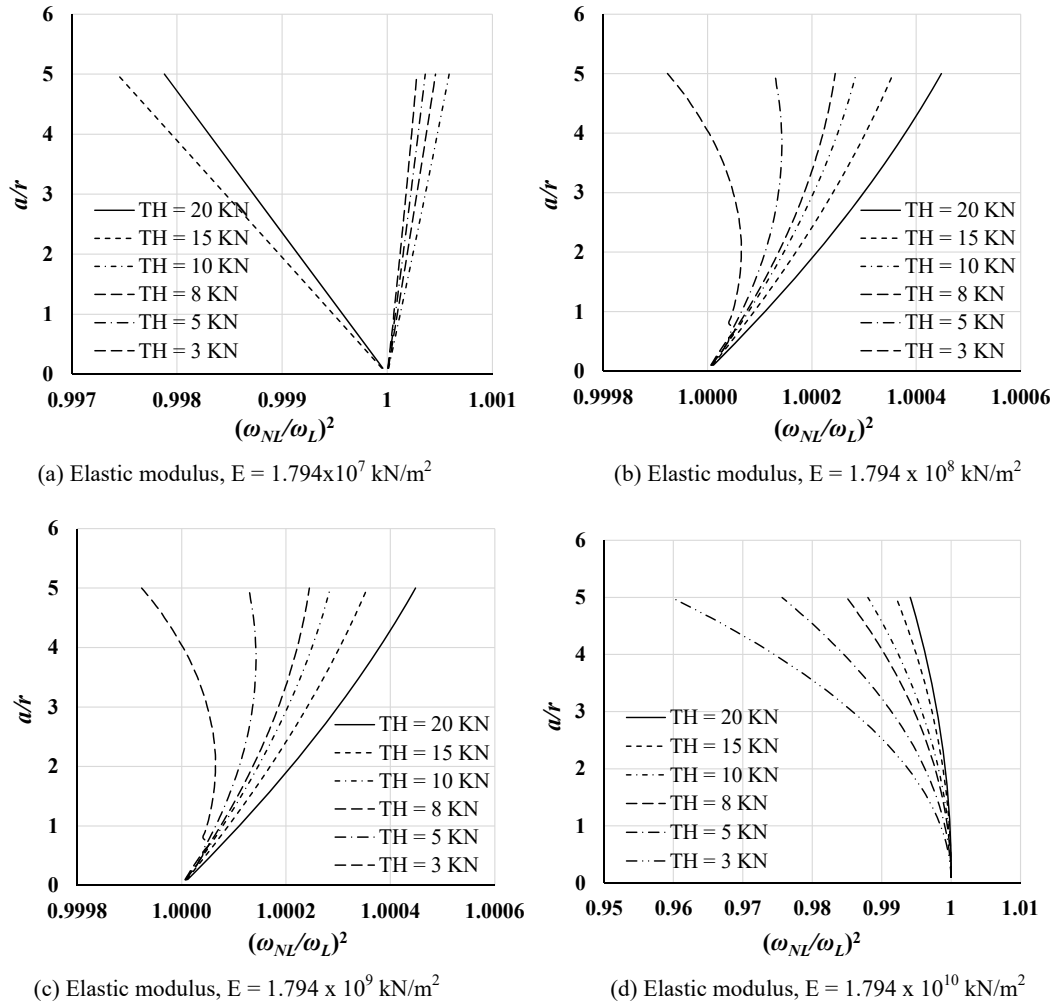 6
5
4
3
2
1
0
a/r
TH = 20 KN
TH = 15 KN
TH = 10 KN
TH = 8 KN
TH = 5 KN
TH = 3 KN
0.997 0.998 0.999 1 1.001
(ωNL/ωL)²
(a) Elastic modulus, E = 1.794x10⁷ kN/m²
6
5
4
3
2
1
0
a/r
TH = 20 KN
TH = 15 KN
TH = 10 KN
TH = 8 KN
TH = 5 KN
TH = 3 KN
0.9998 1.0000 1.0002 1.0004 1.0006
(ωNL/ωL)²
(b) Elastic modulus, E = 1.794 x 10⁸ kN/m²
6
5
4
3
2
1
0
a/r
TH = 20 KN
TH = 15 KN
TH = 10 KN
TH = 8 KN
TH = 5 KN
TH = 3 KN
0.9998 1.0000 1.0002 1.0004 1.0006
(ωNL/ωL)²
(c) Elastic modulus, E = 1.794 x 10⁹ kN/m²
6
5
4
3
2
1
0
a/r
TH = 20 KN
TH = 15 KN
TH = 10 KN
TH = 8 KN
TH = 5 KN
TH = 3 KN
0.95 0.96 0.97 0.98 0.99 1 1.01
(ωNL/ωL)²
(d) Elastic modulus, E = 1.794 x 10¹⁰ kN/m²